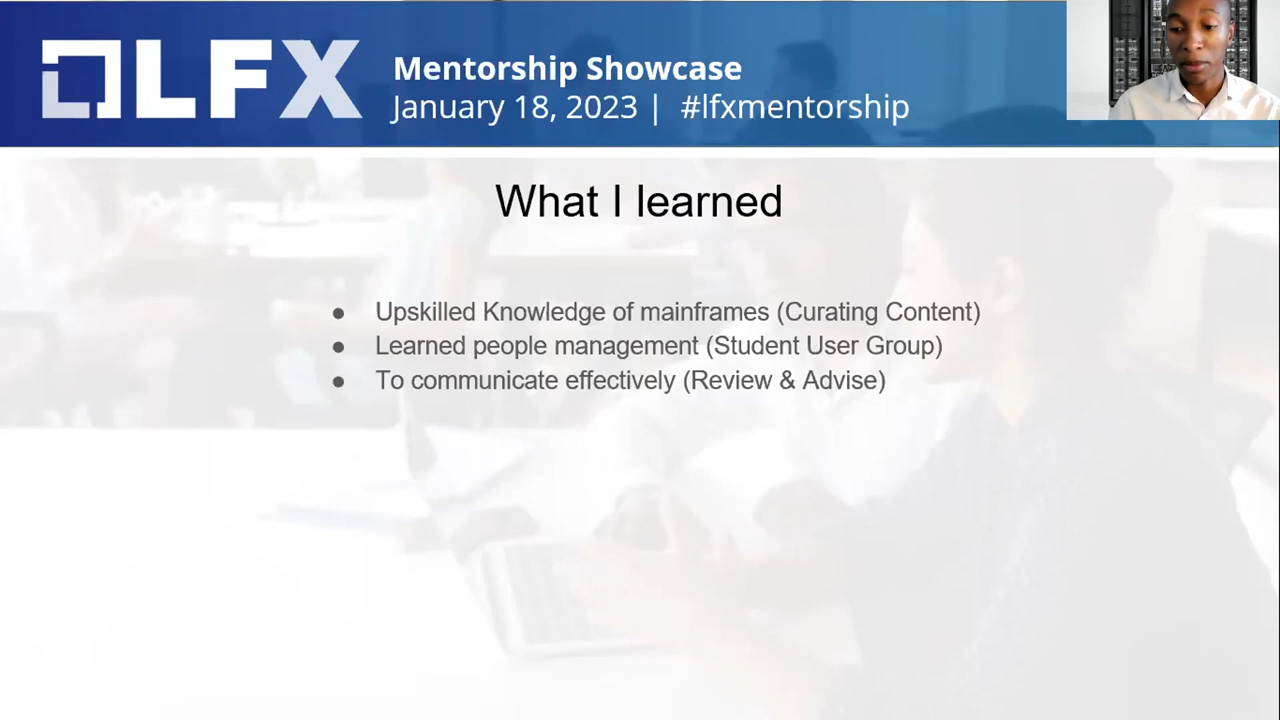 LFX
Mentorship Showcase
January 18, 2023 | #lfxmentorship
What I learned
● Upskilled Knowledge of mainframes (Curating Content)
● Learned people management (Student User Group)
● To communicate effectively (Review & Advise)